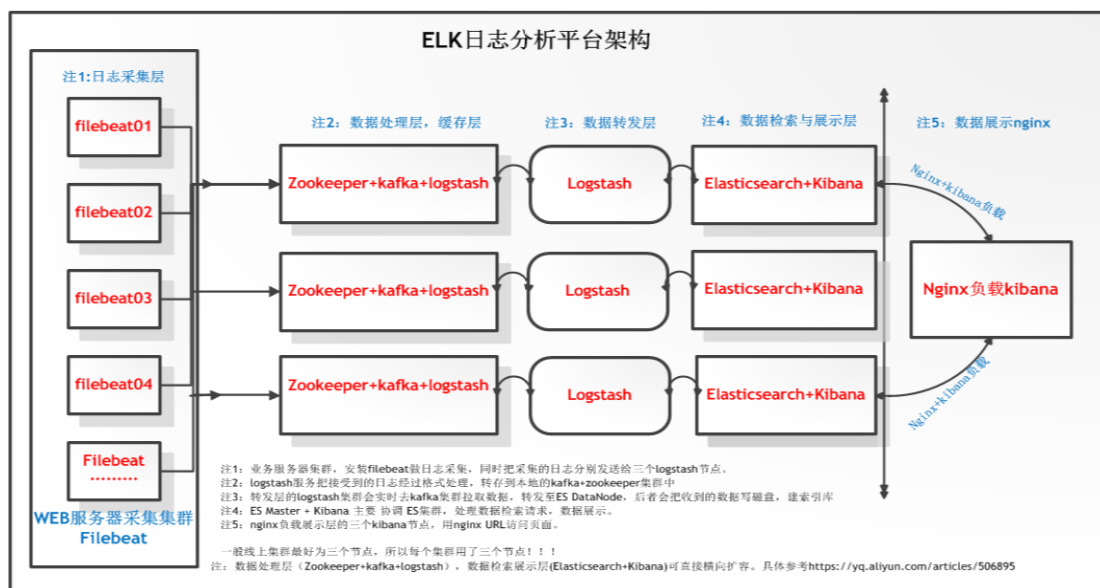 ELK日志分析平台架构
注1:日志采集层
filebeat01
filebeat02
filebeat03
filebeat04
Filebeat
………
WEB服务器采集集群
Filebeat
注2：数据处理层，缓存层
注3：数据转发层
注4：数据检索与展示层
注5：数据展示nginx
Zookeeper+kafka+logstash
Logstash
Elasticsearch+Kibana
Zookeeper+kafka+logstash
Logstash
Elasticsearch+Kibana
Zookeeper+kafka+logstash
Logstash
Elasticsearch+Kibana
Nginx+kibana负载
Nginx负载kibana
Nginx+kibana负载
注1：业务服务器集群，安装filebeat做日志采集，同时把采集的日志分别发送给三个logstash节点。
注2：logstash服务把接受到的日志经过格式处理，转存到本地的kafka+zookeeper集群中
注3：转发层的logstash集群会实时去kafka集群拉取数据，转发至ES DataNode，后者会把收到的数据写磁盘，建索引库
注4：ES Master + Kibana 主要 协调 ES集群，处理数据检索请求，数据展示。
注5：nginx负载展示层的三个kibana节点，用nginx URL访问页面。
一般线上集群最好为三个节点，所以每个集群用了三个节点！！！
注：数据处理层（Zookeeper+kafka+logstash），数据检索展示层(Elasticsearch+Kibana)可直接横向扩容。具体参考https://yq.aliyun.com/articles/506895